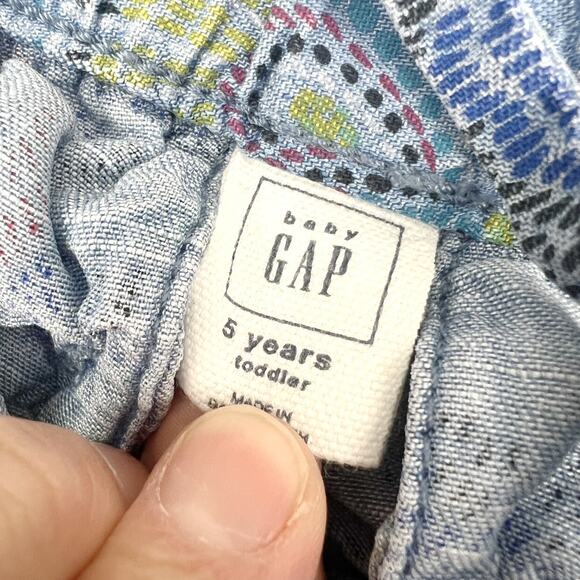 baby
GAP
5 years
toddler
MADE IN